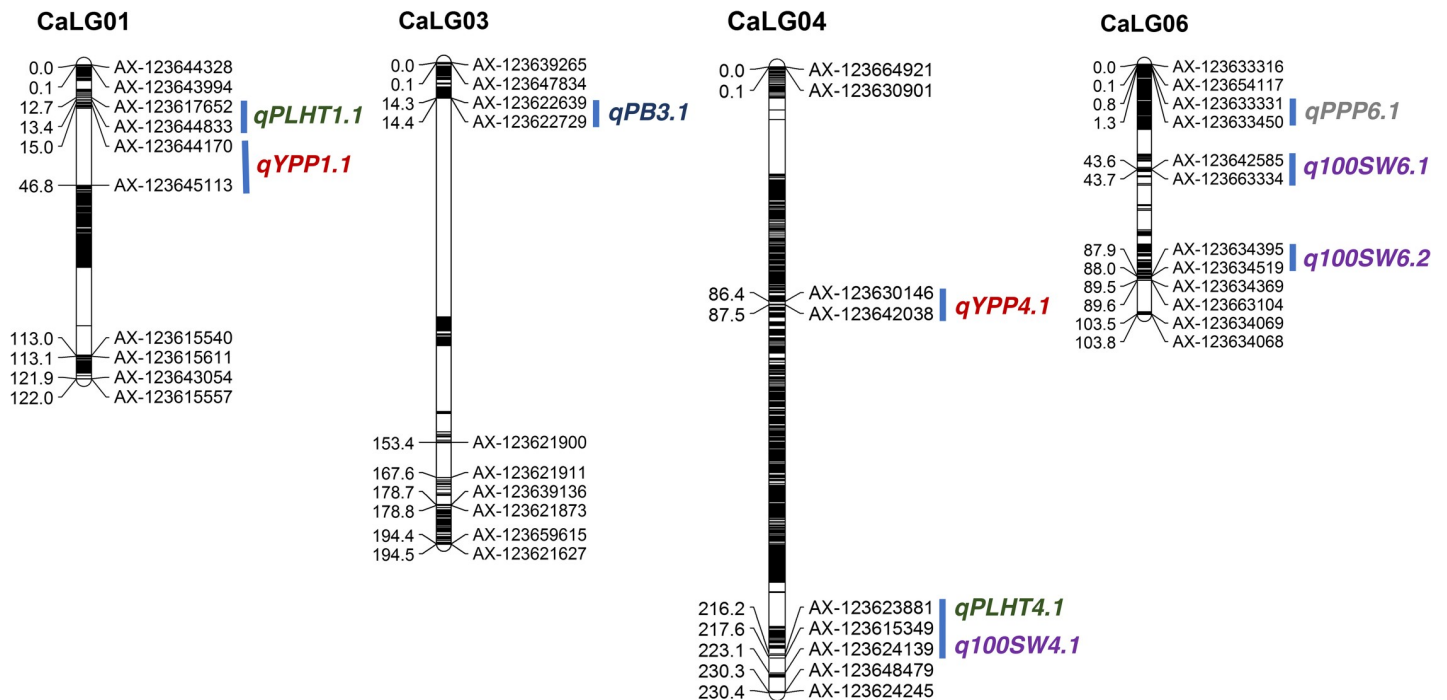 CaLG01
0.0 AX-123644328
0.1 AX-123643994
12.7 AX-123617652
13.4 AX-123644833
qPLHT1.1
15.0 AX-123644170
46.8 AX-123645113
qYPP1.1
113.0 AX-123615540
113.1 AX-123615611
121.9 AX-123643054
122.0 AX-123615557
CaLG03
0.0 AX-123639265
0.1 AX-123647834
14.3 AX-123622639
14.4 AX-123622729
qPB3.1
153.4 AX-123621900
167.6 AX-123621911
178.7 AX-123639136
178.8 AX-123621873
194.4 AX-123659615
194.5 AX-123621627
CaLG04
0.0 AX-123664921
0.1 AX-123630901
86.4 AX-123630146
87.5 AX-123642038
qYPP4.1
216.2 AX-123623881
217.6 AX-123615349
223.1 AX-123624139
qPLHT4.1
q100SW4.1
230.3 AX-123648479
230.4 AX-123624245
CaLG06
0.0 AX-123633316
0.1 AX-123654117
0.8 AX-123633331
1.3 AX-123633450
qPPP6.1
43.6 AX-123642585
43.7 AX-123663334
q100SW6.1
87.9 AX-123634395
88.0 AX-123634519
q100SW6.2
89.5 AX-123634369
89.6 AX-123663104
103.5 AX-123634069
103.8 AX-123634068